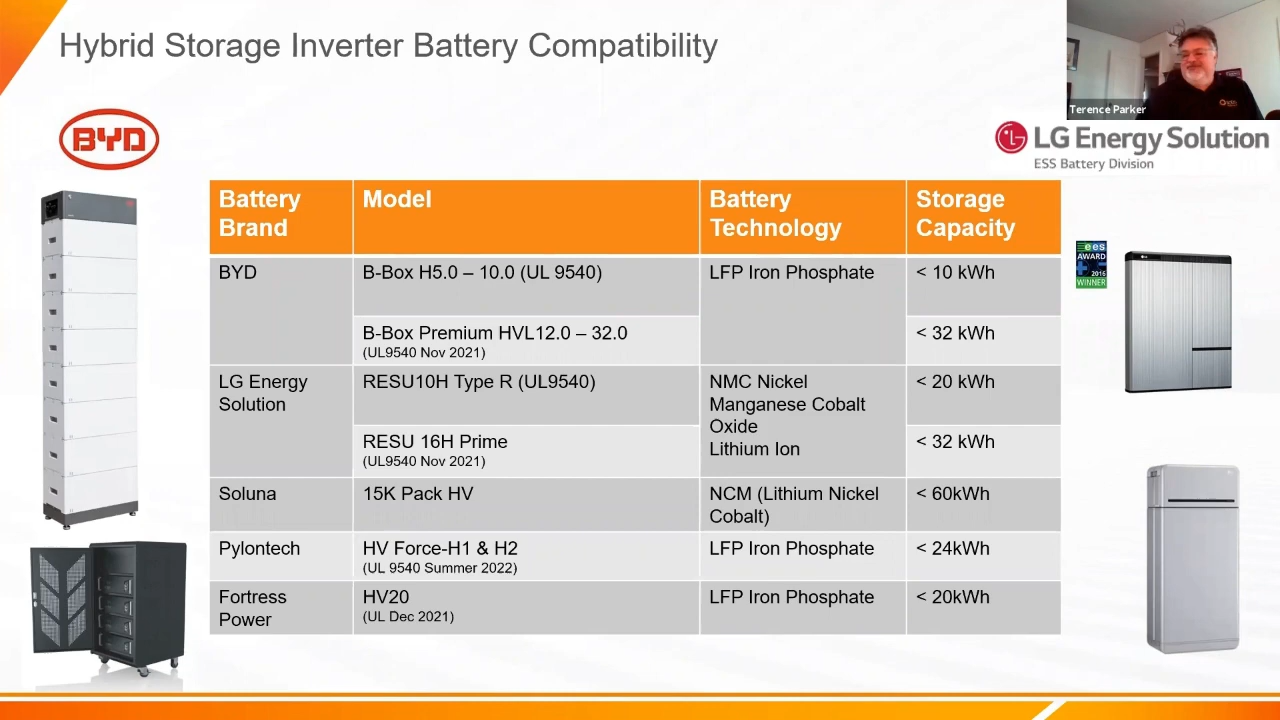 Hybrid Storage Inverter Battery Compatibility
Terence Parker
BYD
LG Energy Solution
ESS Battery Division
Battery Brand
Model
Battery Technology
Storage Capacity
BYD
B-Box H5.0 – 10.0 (UL 9540)
LFP Iron Phosphate
< 10 kWh
B-Box Premium HVL12.0 – 32.0
(UL9540 Nov 2021)
< 32 kWh
LG Energy
Solution
RESU10H Type R (UL9540)
NMC Nickel
Manganese Cobalt
Oxide
Lithium Ion
< 20 kWh
RESU 16H Prime
(UL9540 Nov 2021)
< 32 kWh
Soluna
15K Pack HV
NCM (Lithium Nickel
Cobalt)
< 60kWh
Pylontech
HV Force-H1 & H2
(UL 9540 Summer 2022)
LFP Iron Phosphate
< 24kWh
Fortress
Power
HV20
(UL Dec 2021)
LFP Iron Phosphate
< 20kWh
ees
AWARD
2016
WINNER